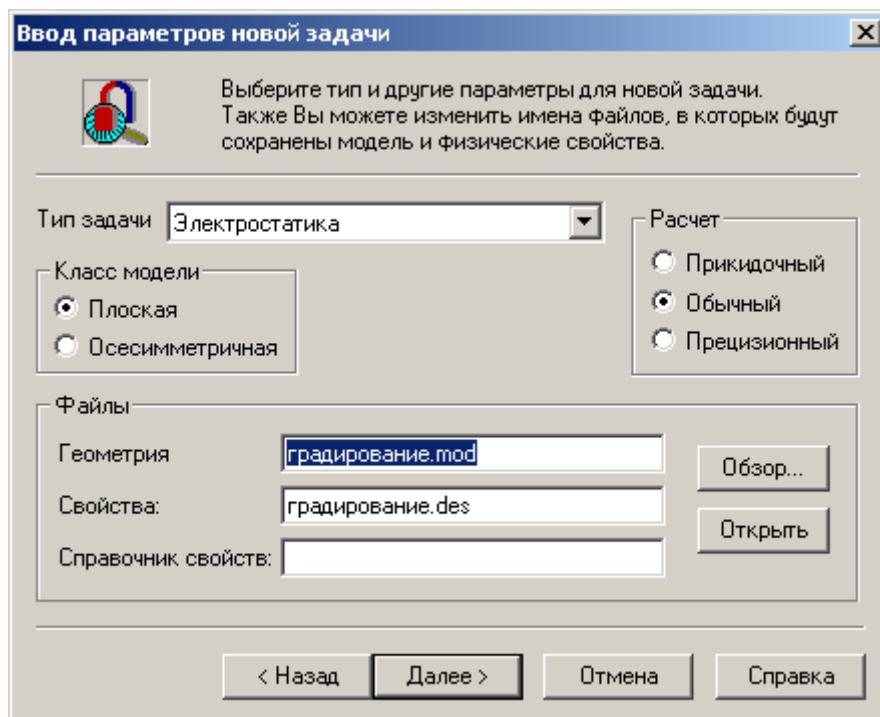 Ввод параметров новой задачи
Выберите тип и другие параметры для новой задачи.
Также Вы можете изменить имена файлов, в которых будут
сохранены модель и физические свойства.
Тип задачи
Электростатика
Расчет
Прикидочный
Обычный
Прецизионный
Класс модели
Плоская
Осесимметричная
Файлы
Геометрия
градирование.mod
Обзор...
Свойства:
градирование.des
Открыть
Справочник свойств:
< Назад
Далее >
Отмена
Справка